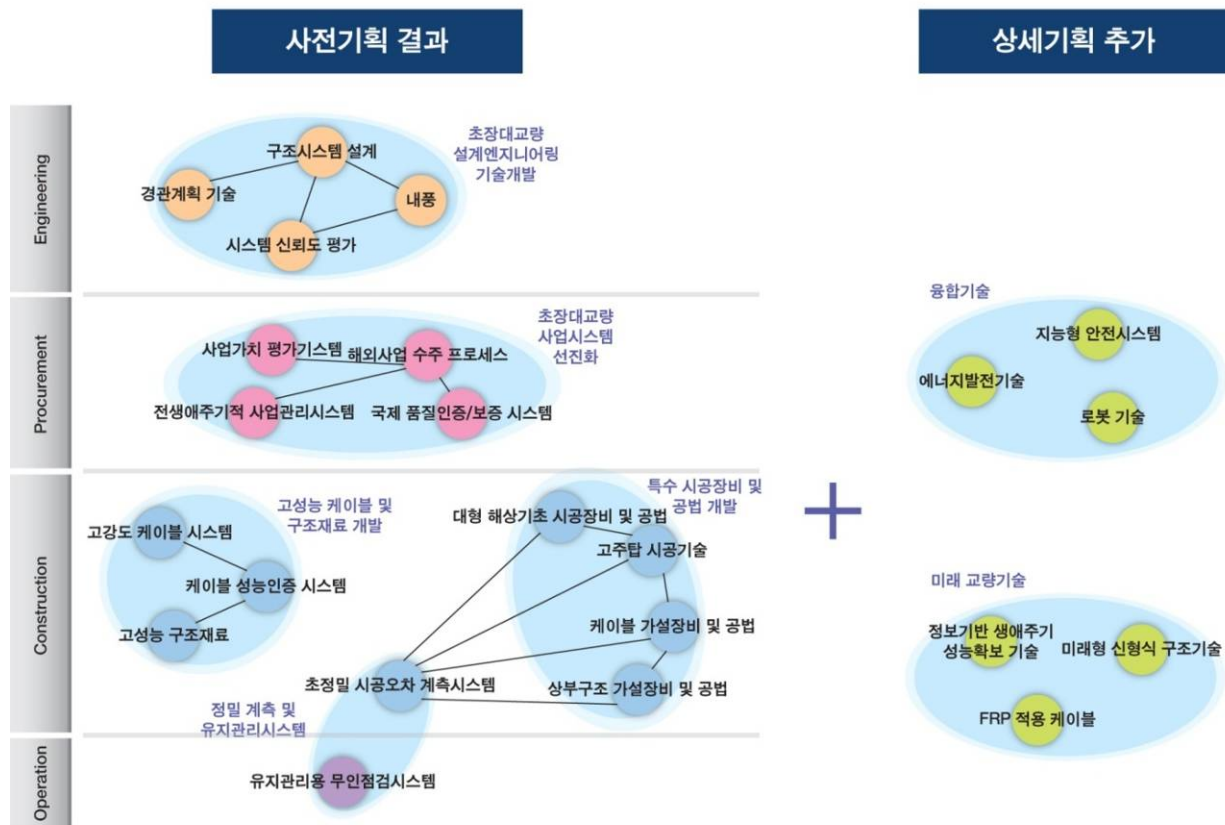 사전기획 결과
상세기획 추가
Engineering
초장대교량
설계엔지니어링
기술개발
구조시스템 설계
경관계획 기술
내풍
시스템 신뢰도 평가
Procurement
초장대교량
사업시스템
선진화
사업가치 평가기스템
해외사업 수주 프로세스
전생애주기적 사업관리시스템
국제 품질인증/보증 시스템
Construction
고성능 케이블 및
구조재료 개발
고강도 케이블 시스템
케이블 성능인증 시스템
고성능 구조재료
특수 시공장비 및
공법 개발
대형 해상기초 시공장비 및 공법
고주탑 시공기술
케이블 가설장비 및 공법
상부구조 가설장비 및 공법
초정밀 시공오차 계측시스템
정밀 계측 및
유지관리시스템
Operation
유지관리용 무인점검시스템
융합기술
지능형 안전시스템
에너지발전기술
로봇 기술
미래 교량기술
정보기반 생애주기
성능확보 기술
미래형 신형식 구조기술
FRP 적용 케이블